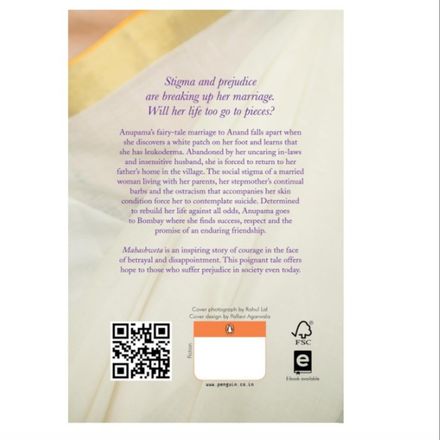 Stigma and prejudice
are breaking up her marriage.
Will her life too go to pieces?
Anupama's fairy-tale marriage to Anand falls apart when
she discovers a white patch on her foot and learns that
she has leukoderma. Abandoned by her uncaring in-laws
and insensitive husband, she is forced to return to her
father's home in the village. The social stigma of a married
woman living with her parents, her stepmother's continual
barbs and the ostracism that accompanies her skin
condition force her to contemplate suicide. Determined
to rebuild her life against all odds, Anupama goes
to Bombay where she finds success, respect and the
promise of an enduring friendship.
Mahashweta is an inspiring story of courage in the face
of betrayal and disappointment. This poignant tale offers
hope to those who suffer prejudice in society even today.
Cover photograph by Rahul Lal
Cover design by Pallavi Agarwala
Fiction
www.penguin.co.in
FSC
e
E-book available